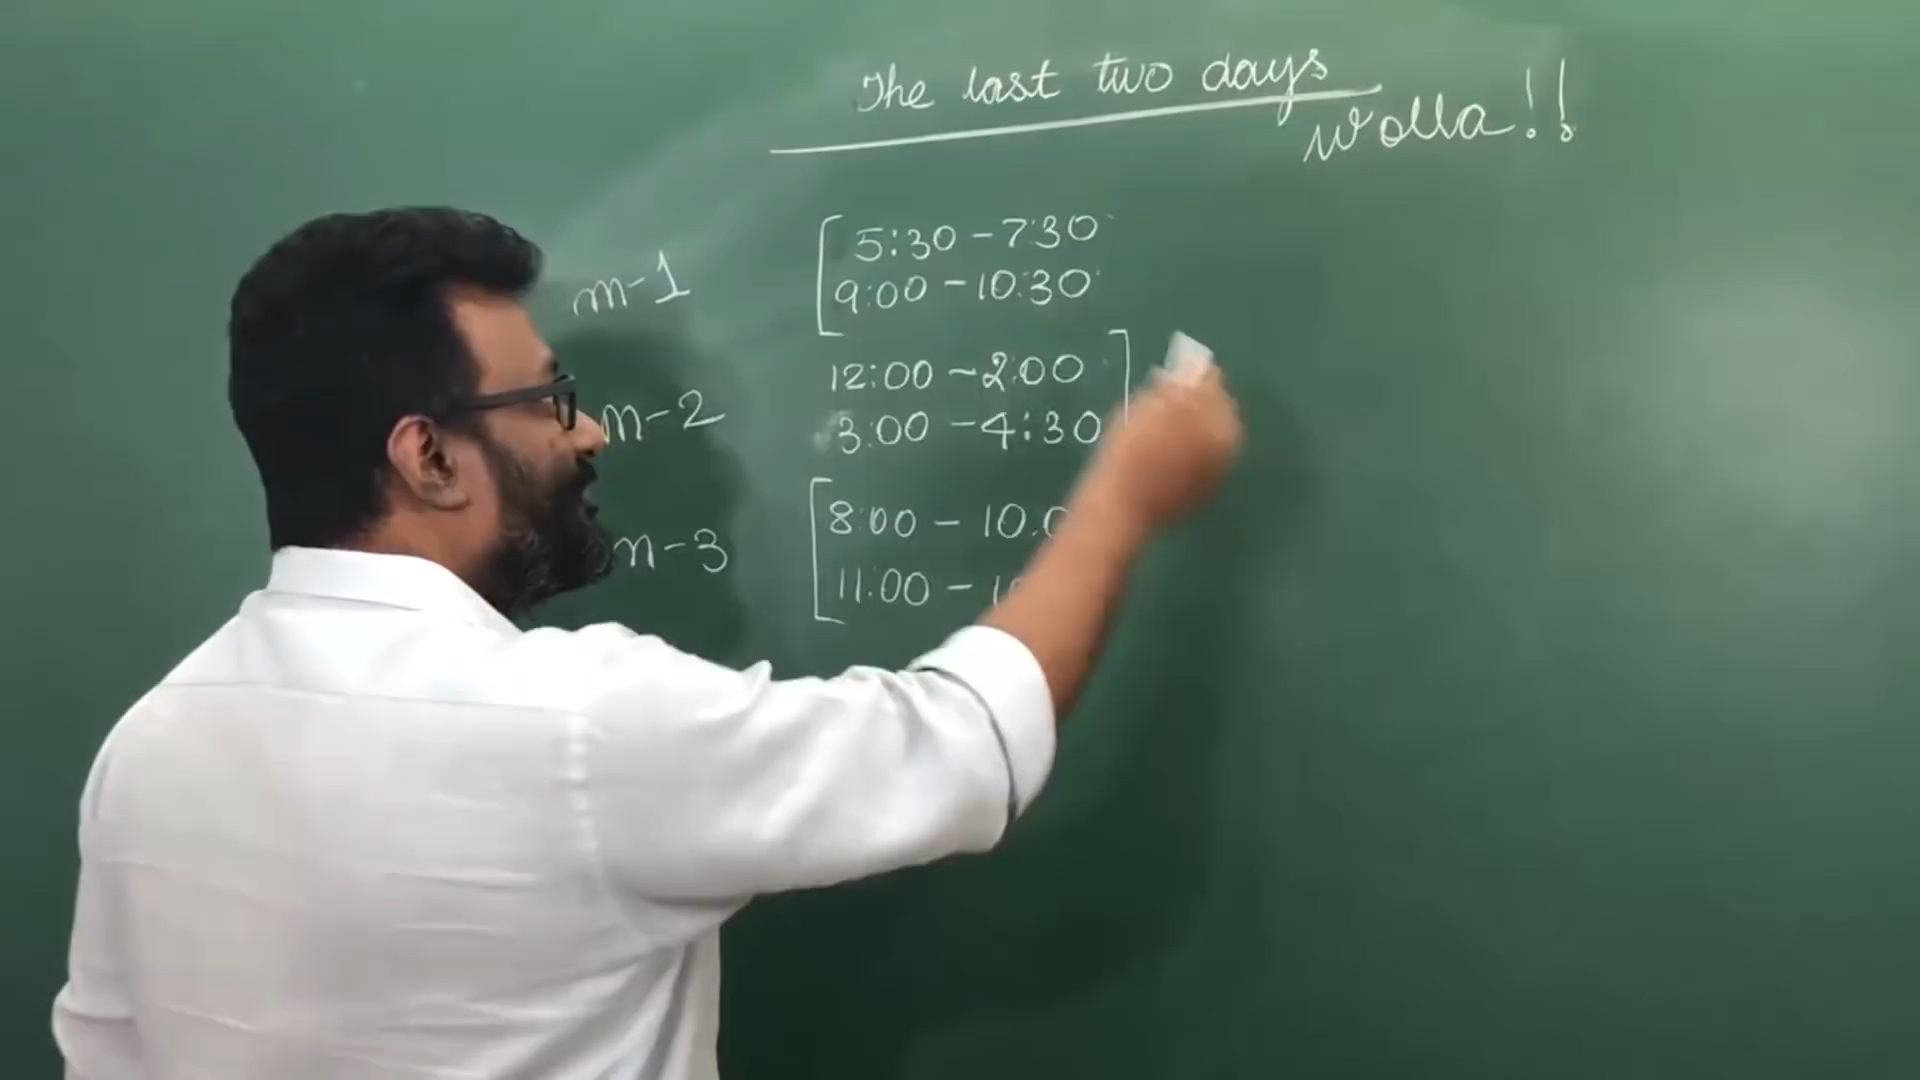 The last two days
wolla!!
m-1
5:30 - 7:30
9:00 - 10:30
m-2
12:00 - 2:00
3:00 - 4:30
m-3
8:00 -
11:00 -